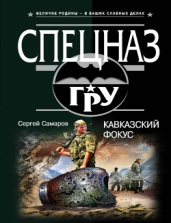 ВЕЛИЧИЕ РОДИНЫ – В ВАШИХ СЛАВНЫХ ДЕЛАХ
СПЕЦНАЗ
ГРУ
Сергей Самаров
КАВКАЗСКИЙ
ФОКУС